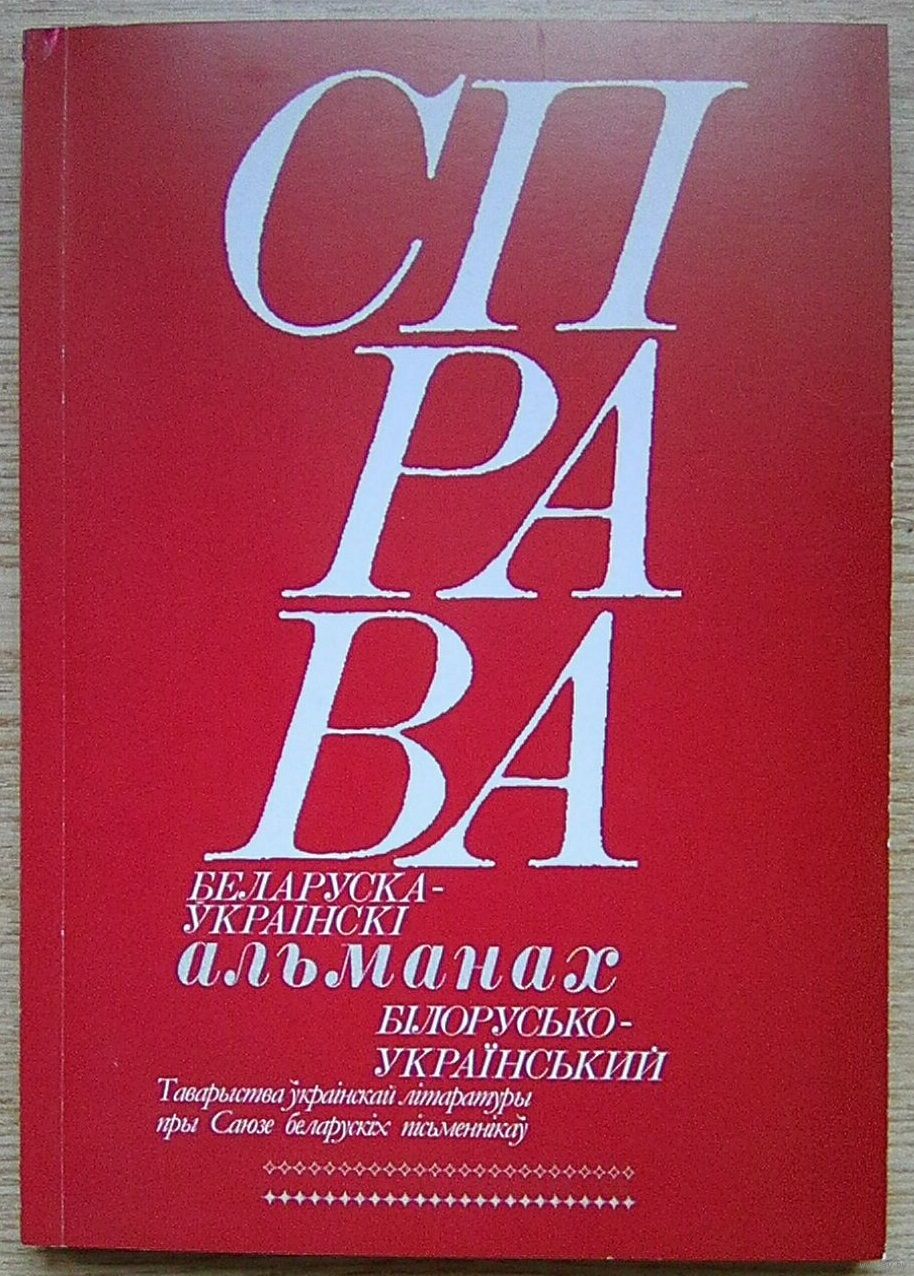 СП
РА
ВА
БЕЛАРУСКА-
УКРАІНСКІ
альманах
БІЛОРУСЬКО-
УКРАЇНСЬКИЙ
Таварыства ўкраінскай літаратуры
пры Саюзе беларускіх пісьменнікаў